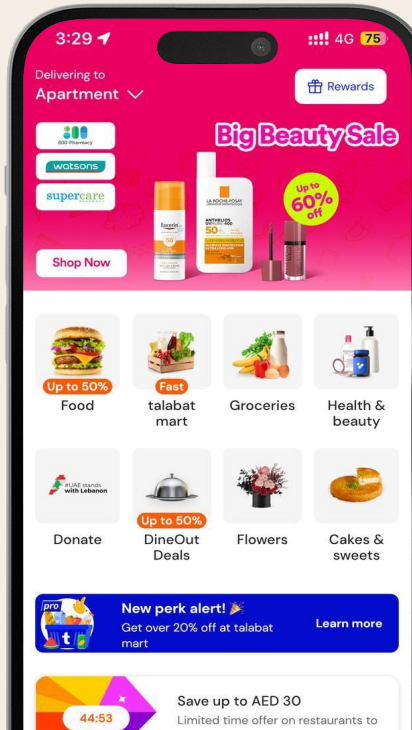 3:29
4G 75
Delivering to
Apartment
Rewards
800-Pharmacy
watsons
supercare
PHARMACY
Big Beauty Sale
Up to
60%
off
Eucerin
50+
LA ROCHE-POSAY
ANTHELIOS
UVMUNE 400
50+
Shop Now
Up to 50%
Food
Fast
talabat
mart
Groceries
Health &
beauty
#UAE stands
with Lebanon
Donate
Up to 50%
DineOut
Deals
Flowers
Cakes &
sweets
pro
t
New perk alert! 🎉
Get over 20% off at talabat
mart
Learn more
44:53
Save up to AED 30
Limited time offer on restaurants to